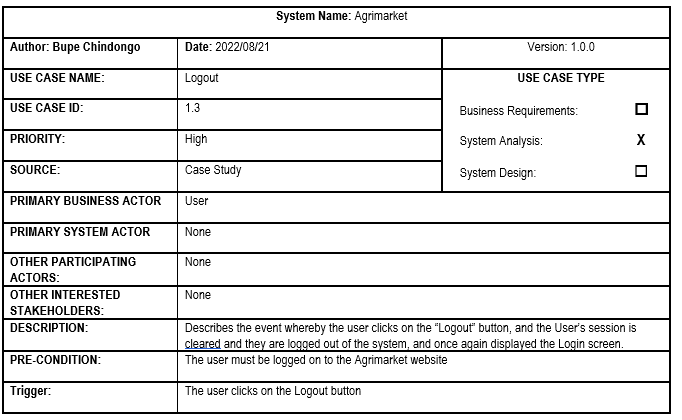 System Name: Agrimarket
Author: Bupe Chindongo Date: 2022/08/21 Version: 1.0.0
USE CASE NAME: Logout USE CASE TYPE
USE CASE ID: 1.3 Business Requirements: ☐
PRIORITY: High System Analysis: X
SOURCE: Case Study System Design: ☐
PRIMARY BUSINESS ACTOR User
PRIMARY SYSTEM ACTOR None
OTHER PARTICIPATING None
ACTORS:
OTHER INTERESTED None
STAKEHOLDERS:
DESCRIPTION: Describes the event whereby the user clicks on the “Logout” button, and the User’s session is
cleared and they are logged out of the system, and once again displayed the Login screen.
PRE-CONDITION: The user must be logged on to the Agrimarket website
Trigger: The user clicks on the Logout button